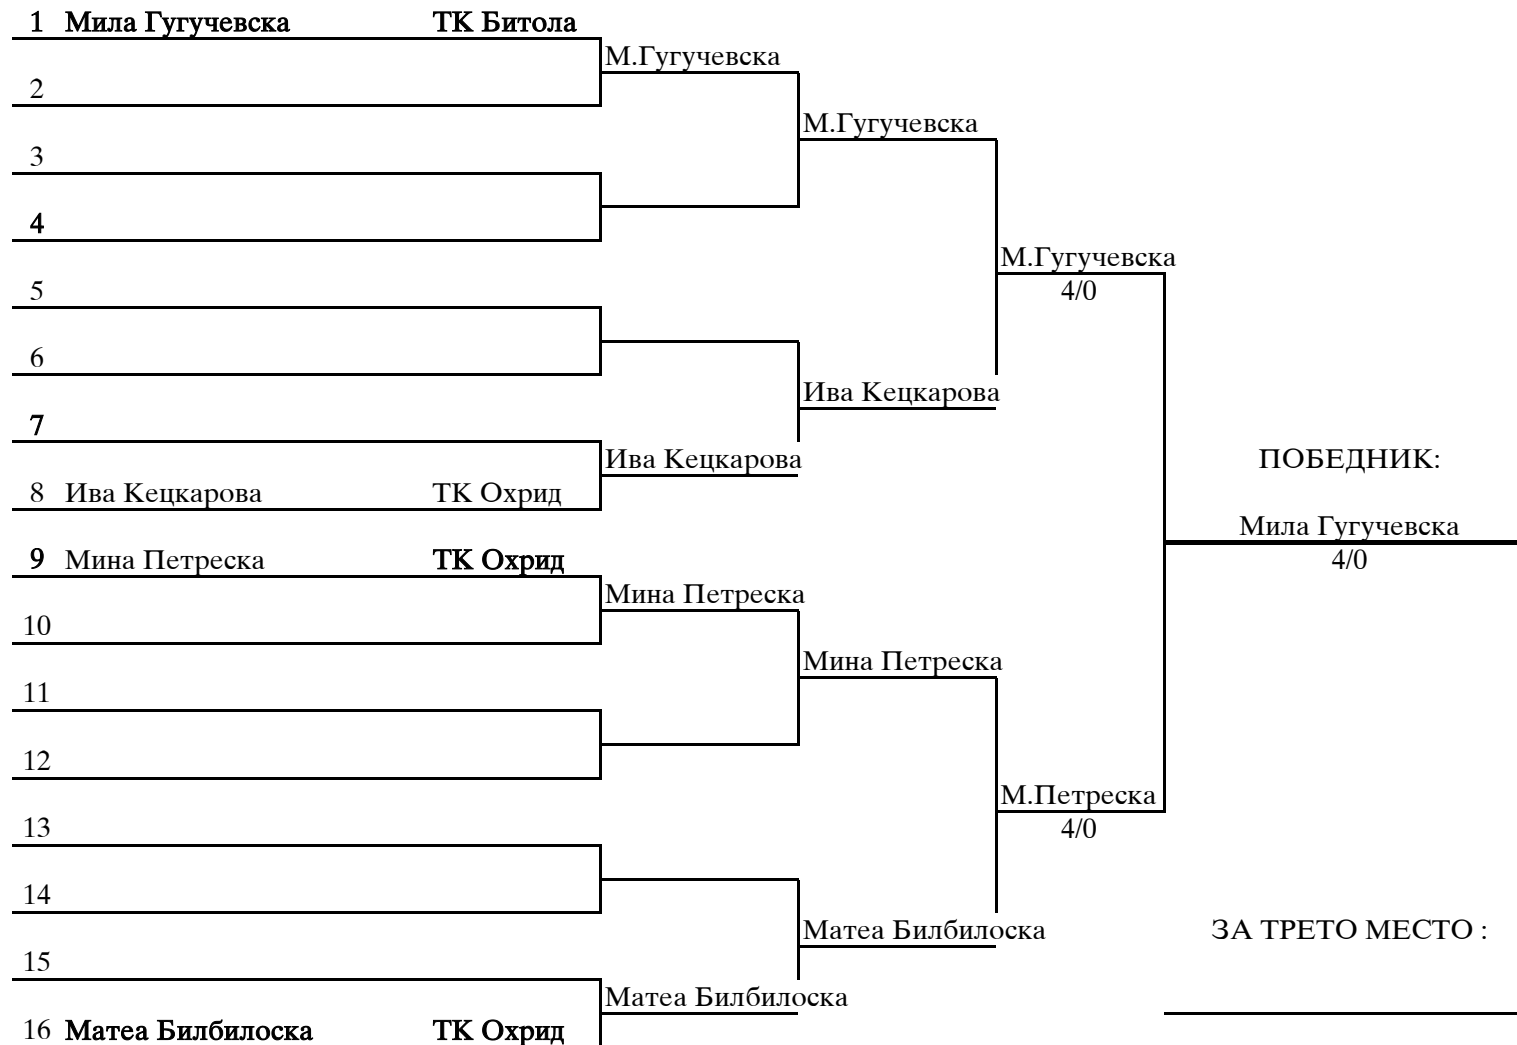 1 Мила Гугучевска ТК Битола
М.Гугучевска
2
М.Гугучевска
3
4
М.Гугучевска
5
4/0
6
Ива Кецкарова
7
Ива Кецкарова
ПОБЕДНИК:
8 Ива Кецкарова ТК Охрид
Мила Гугучевска
9 Мина Петреска ТК Охрид
4/0
Мина Петреска
10
Мина Петреска
11
12
М.Петреска
13
4/0
14
Матеа Билбилоска
ЗА ТРЕТО МЕСТО :
15
Матеа Билбилоска
16 Матеа Билбилоска ТК Охрид